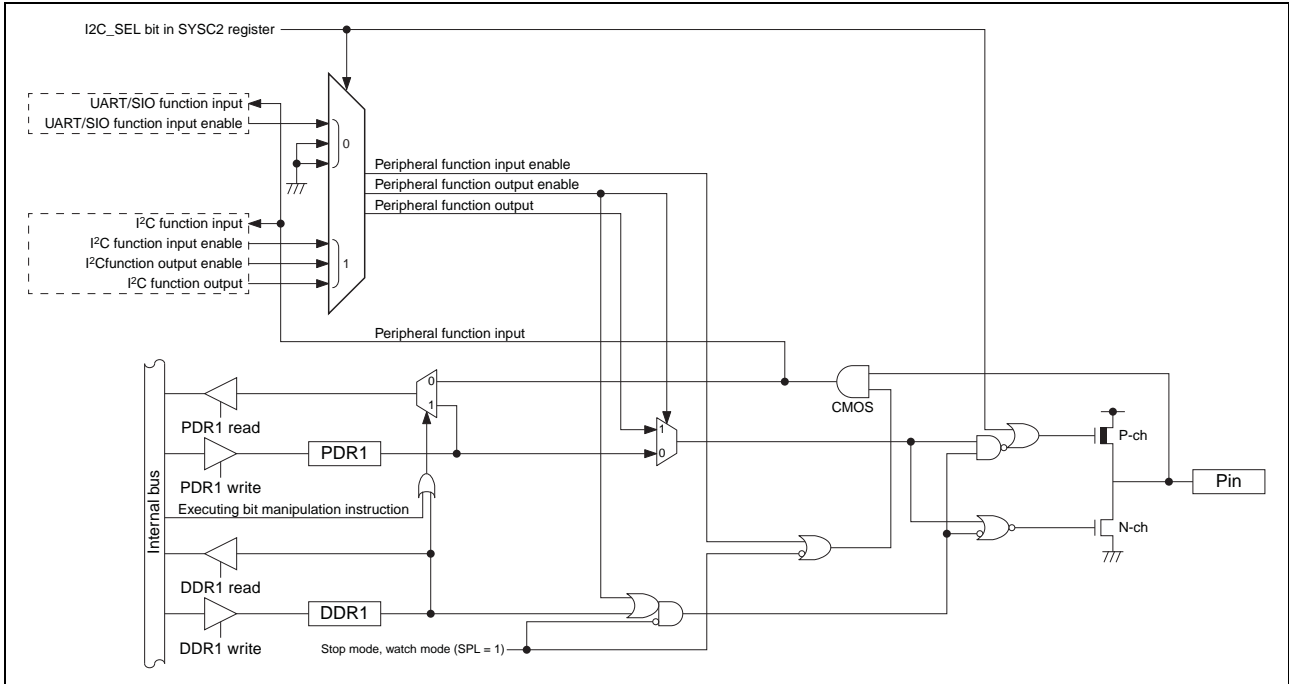 I2C_SEL bit in SYSC2 register
UART/SIO function input
UART/SIO function input enable
0
Peripheral function input enable
Peripheral function output enable
Peripheral function output
I²C function input
I²C function input enable
I²Cfunction output enable
I²C function output
1
Peripheral function input
0
1
CMOS
PDR1 read
1
0
P-ch
PDR1
Pin
PDR1 write
Executing bit manipulation instruction
N-ch
Internal bus
DDR1 read
DDR1
DDR1 write
Stop mode, watch mode (SPL = 1)